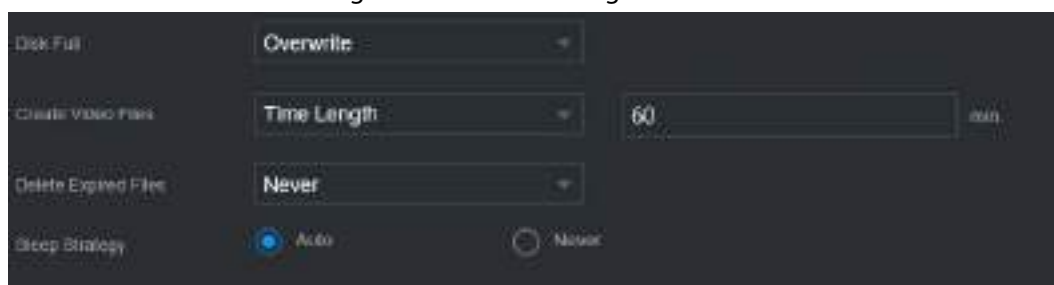 Disk Full Overwrite
Create Video Files Time Length 60 min.
Delete Expired Files Never
Sleep Strategy Auto Never